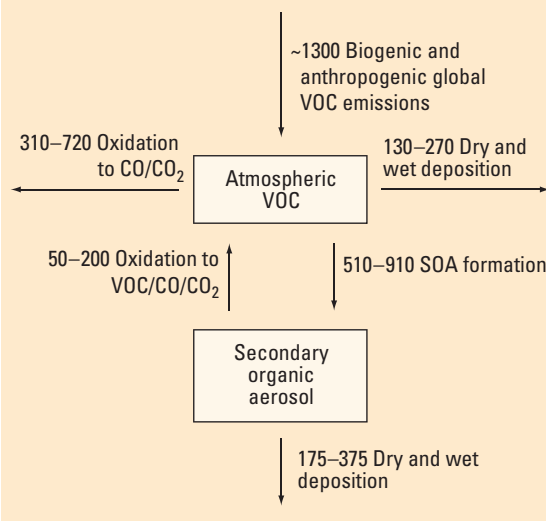 ~1300 Biogenic and
anthropogenic global
VOC emissions
310–720 Oxidation
to CO/CO₂
130–270 Dry and
wet deposition
Atmospheric
VOC
50–200 Oxidation to
VOC/CO/CO₂
510–910 SOA formation
Secondary
organic
aerosol
175–375 Dry and wet
deposition